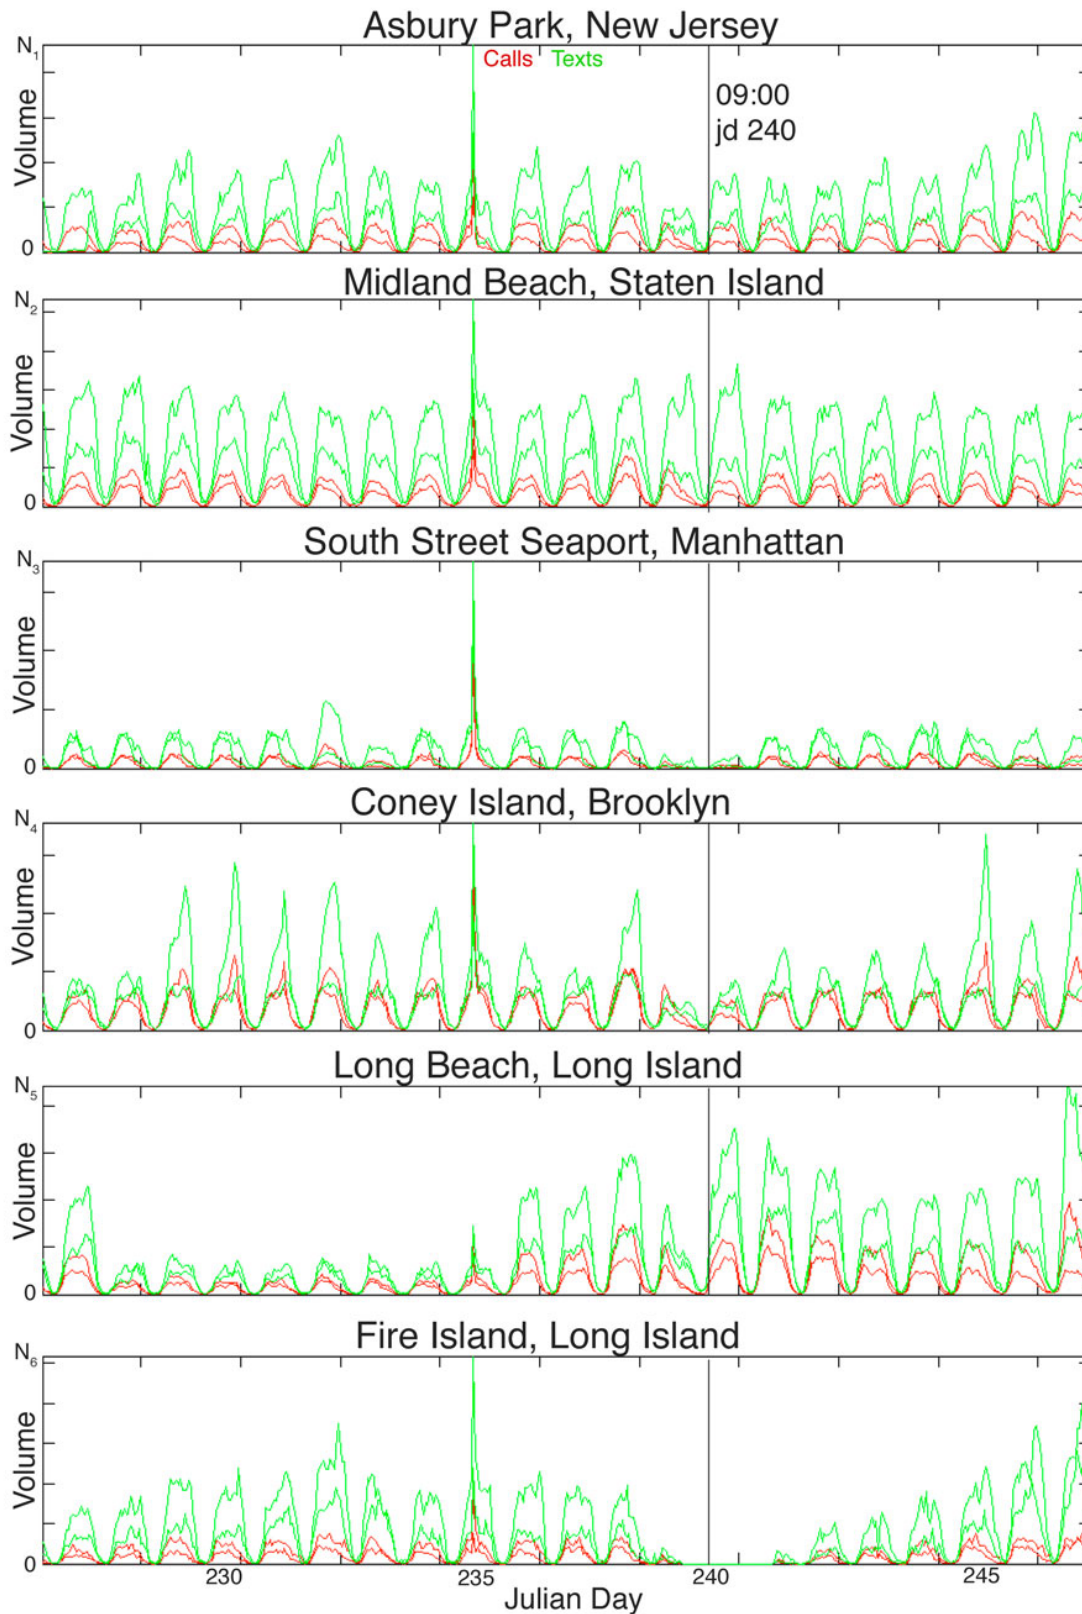 Asbury Park, New Jersey
N1
Calls Texts
09:00
jd 240
Volume
0
Midland Beach, Staten Island
N2
Volume
0
South Street Seaport, Manhattan
N3
Volume
0
Coney Island, Brooklyn
N4
Volume
0
Long Beach, Long Island
N5
Volume
0
Fire Island, Long Island
N6
Volume
0
230 235 240 245
Julian Day